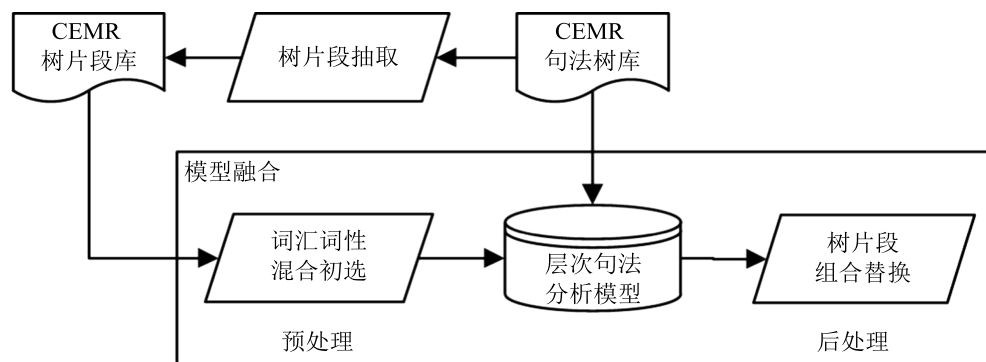 CEMR
树片段库
树片段抽取
CEMR
句法树库
模型融合
词汇词性
混合初选
层次句法
分析模型
树片段
组合替换
预处理
后处理